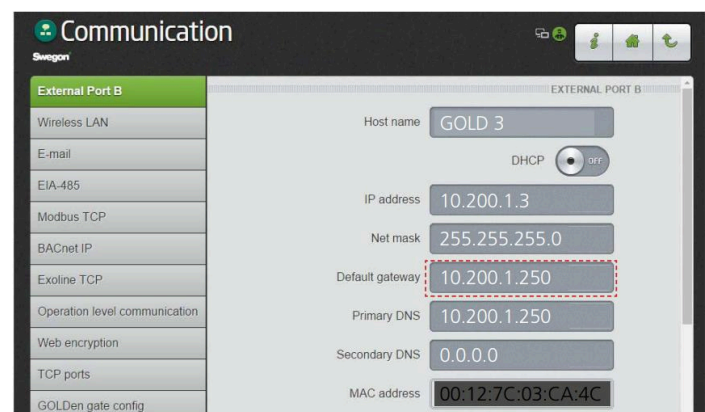 Communication
Swegon
External Port B
Wireless LAN
E-mail
EIA-485
Modbus TCP
BACnet IP
Exoline TCP
Operation level communication
Web encryption
TCP ports
GOLDen gate config
EXTERNAL PORT B
Host name GOLD 3
DHCP OFF
IP address 10.200.1.3
Net mask 255.255.255.0
Default gateway 10.200.1.250
Primary DNS 10.200.1.250
Secondary DNS 0.0.0.0
MAC address 00:12:7C:03:CA:4C